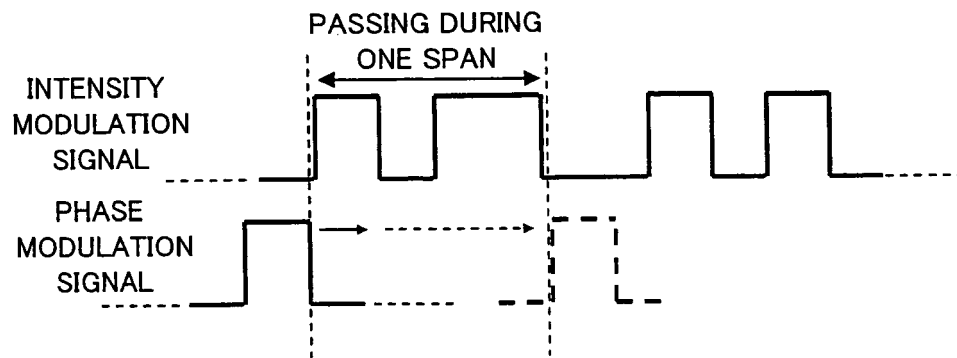 PASSING DURING
ONE SPAN
INTENSITY
MODULATION
SIGNAL
PHASE
MODULATION
SIGNAL